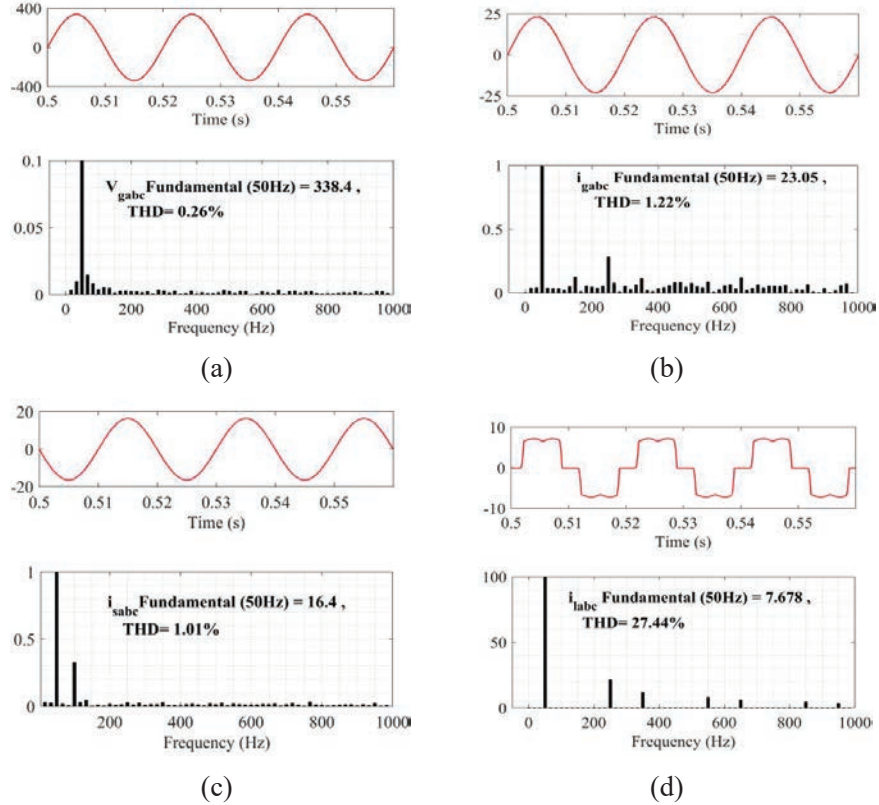 400
0
-400
0.5 0.51 0.52 0.53 0.54 0.55
Time (s)
0.1
0.05
0
V_gabc Fundamental (50Hz) = 338.4 ,
THD= 0.26%
0 200 400 600 800 1000
Frequency (Hz)
(a)
25
0
-25
0.5 0.51 0.52 0.53 0.54 0.55
Time (s)
1
0.5
0
i_gabc Fundamental (50Hz) = 23.05 ,
THD= 1.22%
0 200 400 600 800 1000
Frequency (Hz)
(b)
20
0
-20
0.5 0.51 0.52 0.53 0.54 0.55
Time (s)
1
0.5
0
i_sabc Fundamental (50Hz) = 16.4 ,
THD= 1.01%
200 400 600 800 1000
Frequency (Hz)
(c)
10
0
-10
0.5 0.51 0.52 0.53 0.54 0.55
Time (s)
100
50
0
i_labc Fundamental (50Hz) = 7.678 ,
THD= 27.44%
0 200 400 600 800 1000
Frequency (Hz)
(d)